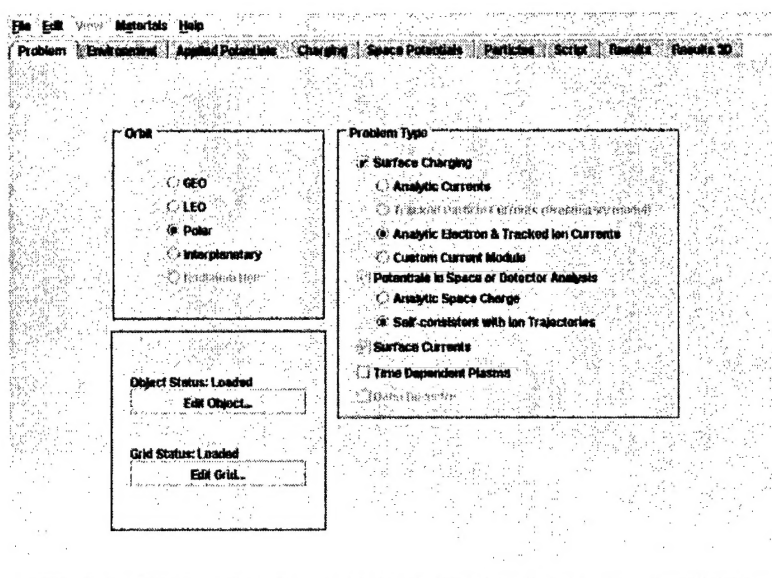 File Edit View Materials Help
Problem Environment Applied Potentials Charging Space Potentials Particles Script Results Results 3D
Orbit
GEO
LEO
Polar
Interplanetary
Problem Type
Surface Charging
Analytic Currents
Tracked Particle Currents
Analytic Electron & Tracked Ion Currents
Custom Current Module
Potentials in Space or Detector Analysis
Analytic Space Charge
Self-consistent with Ion Trajectories
Surface Currents
Time Dependent Plasma
Object Status: Loaded
Edit Object...
Grid Status: Loaded
Edit Grid...